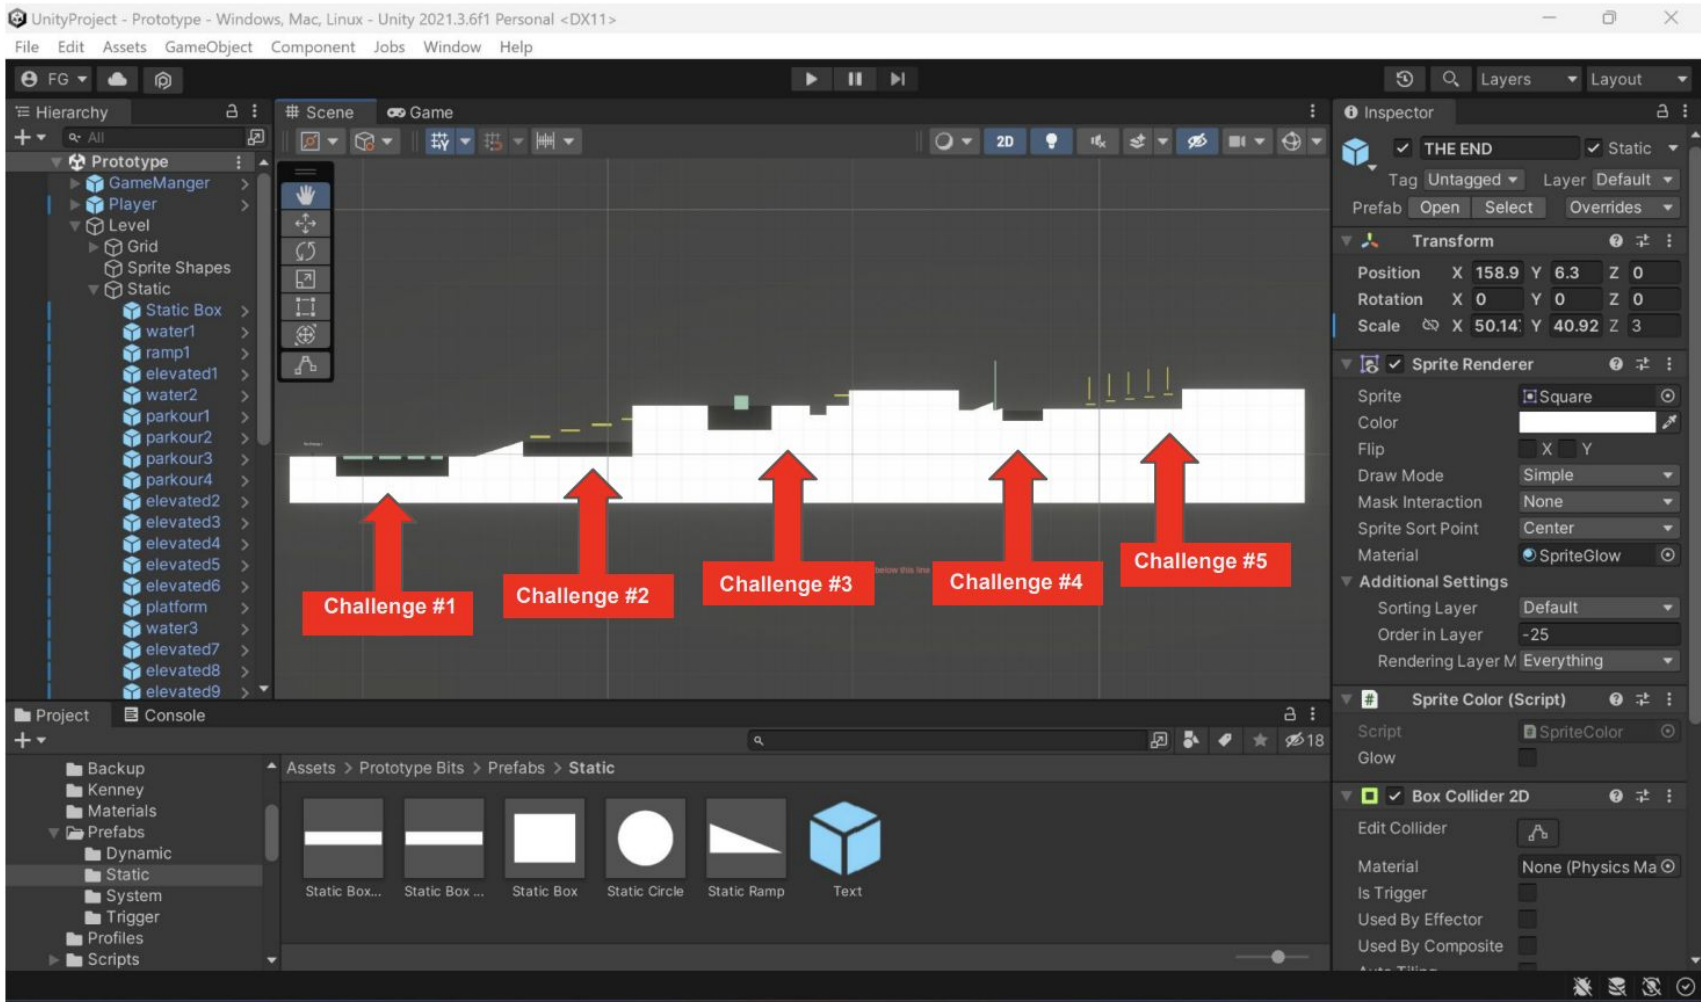 UnityProject - Prototype - Windows, Mac, Linux - Unity 2021.3.6f1 Personal <DX11>
File Edit Assets GameObject Component Jobs Window Help
FG Layers Layout
Hierarchy
All
Prototype
GameManger
Player
Level
Grid
Sprite Shapes
Static
Static Box
water1
ramp1
elevated1
water2
parkour1
parkour2
parkour3
parkour4
elevated2
elevated3
elevated4
elevated5
elevated6
platform
water3
elevated7
elevated8
elevated9
Scene Game
2D
below this line
Challenge #1
Challenge #2
Challenge #3
Challenge #4
Challenge #5
Inspector
THE END Static
Tag Untagged Layer Default
Prefab Open Select Overrides
Transform
Position X 158.9 Y 6.3 Z 0
Rotation X 0 Y 0 Z 0
Scale X 50.14 Y 40.92 Z 3
Sprite Renderer
Sprite Square
Color
Flip X Y
Draw Mode Simple
Mask Interaction None
Sprite Sort Point Center
Material SpriteGlow
Additional Settings
Sorting Layer Default
Order in Layer -25
Rendering Layer M Everything
# Sprite Color (Script)
Script SpriteColor
Glow
Box Collider 2D
Edit Collider
Material None (Physics Ma
Is Trigger
Used By Effector
Used By Composite
Auto Tiling
Project Console
18
Backup
Kenney
Materials
Prefabs
Dynamic
Static
System
Trigger
Profiles
Scripts
Assets > Prototype Bits > Prefabs > Static
Static Box... Static Box ... Static Box Static Circle Static Ramp Text